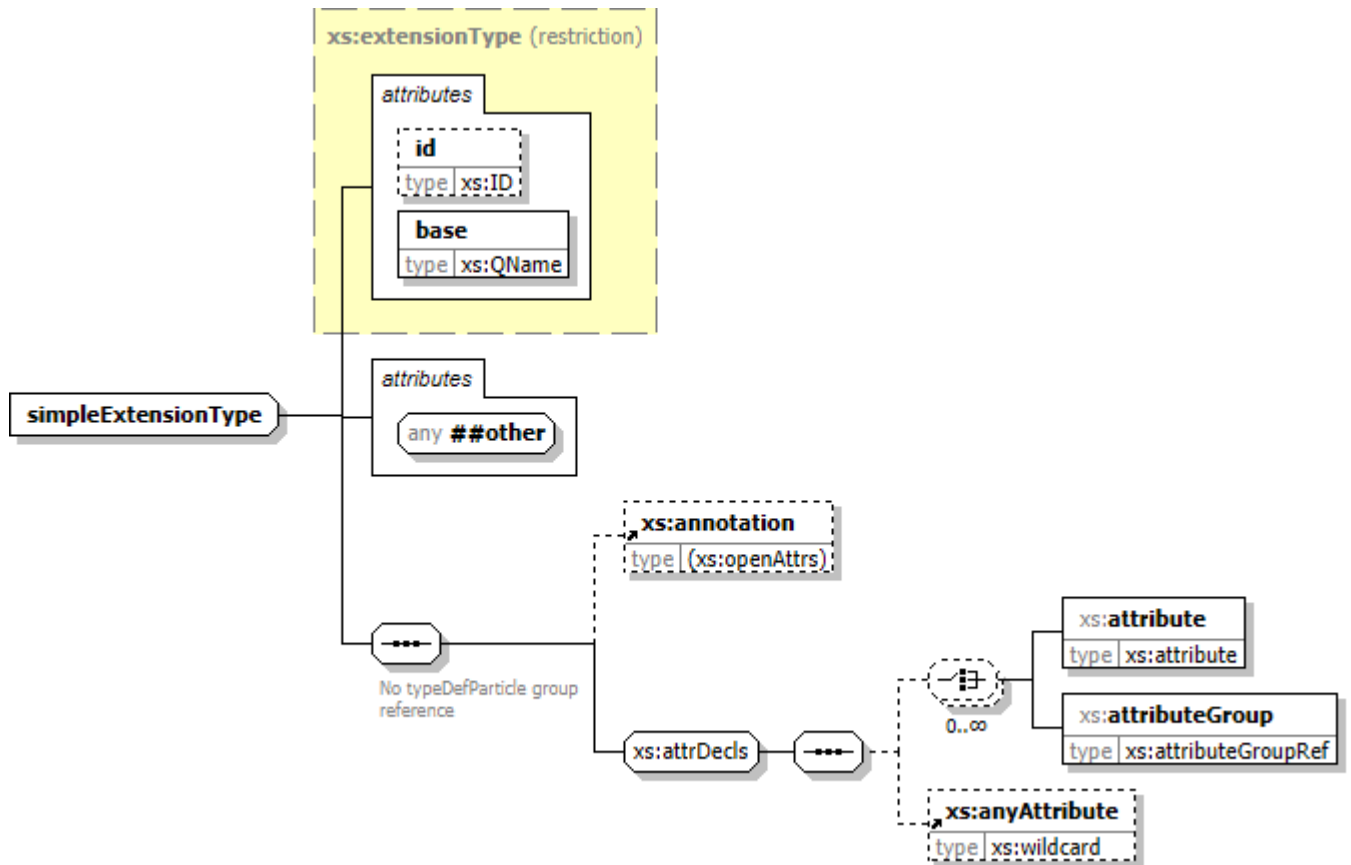 xs:extensionType (restriction)
attributes
id
type xs:ID
base
type xs:QName
attributes
any ##other
simpleExtensionType
xs:annotation
type (xs:openAttrs)
No typeDefParticle group
reference
xs:attrDecls
0..∞
xs:attribute
type xs:attribute
xs:attributeGroup
type xs:attributeGroupRef
xs:anyAttribute
type xs:wildcard